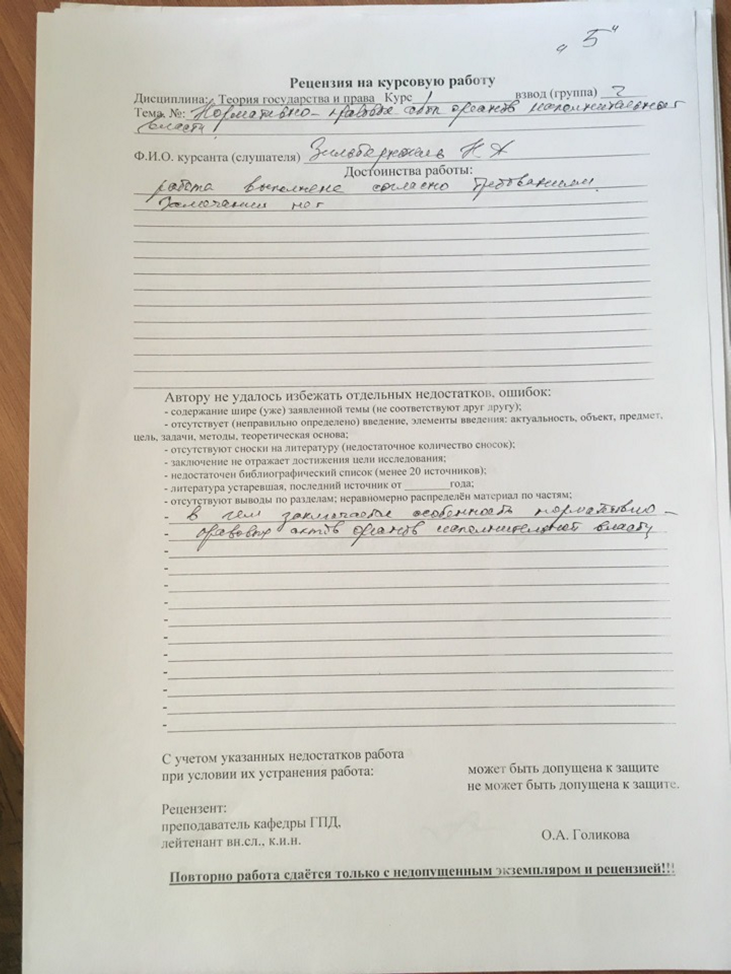 „5“
Рецензия на курсовую работу
Дисциплина: Теория государства и права Курс 1 взвод (группа) 2
Тема №: Нормативно-правовые акты органов исполнительной
власти
Ф.И.О. курсанта (слушателя)
Достоинства работы:
работа выполнена согласно требованиям.
Замечаний нет
Автору не удалось избежать отдельных недостатков, ошибок:
- содержание шире (уже) заявленной темы (не соответствуют друг другу);
- отсутствует (неправильно определено) введение, элементы введения: актуальность, объект, предмет,
цель, задачи, методы, теоретическая основа;
- отсутствуют сноски на литературу (недостаточное количество сносок);
- заключение не отражает достижения цели исследования;
- недостаточен библиографический список (менее 20 источников);
- литература устаревшая, последний источник от ________ года;
- отсутствуют выводы по разделам; неравномерно распределён материал по частям;
- в чем заключается особенность нормативно-
- правовых актов органов исполнительной власти
-
-
-
-
-
-
-
-
-
-
С учетом указанных недостатков работа
при условии их устранения работа:
может быть допущена к защите
не может быть допущена к защите.
Рецензент:
преподаватель кафедры ГПД,
лейтенант вн.сл., к.и.н. О.А. Голикова
Повторно работа сдаётся только с недопущенным экземпляром и рецензией!!!